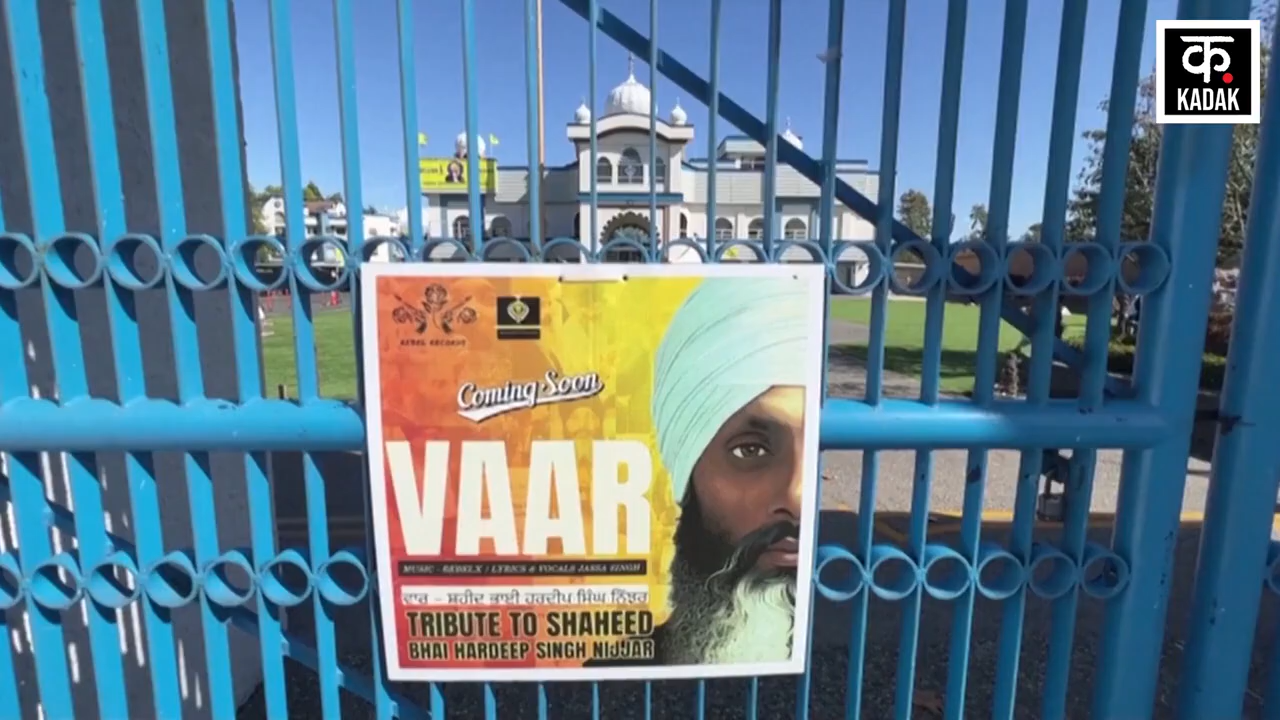 क
KADAK
REBEL RECORDS
Coming Soon
VAAR
MUSIC - REBELX / LYRICS & VOCALS JASSA SINGH
ਵਾਰ - ਸ਼ਹੀਦ ਭਾਈ ਹਰਦੀਪ ਸਿੰਘ ਨਿੱਝਰ
TRIBUTE TO SHAHEED
BHAI HARDEEP SINGH NIJJAR